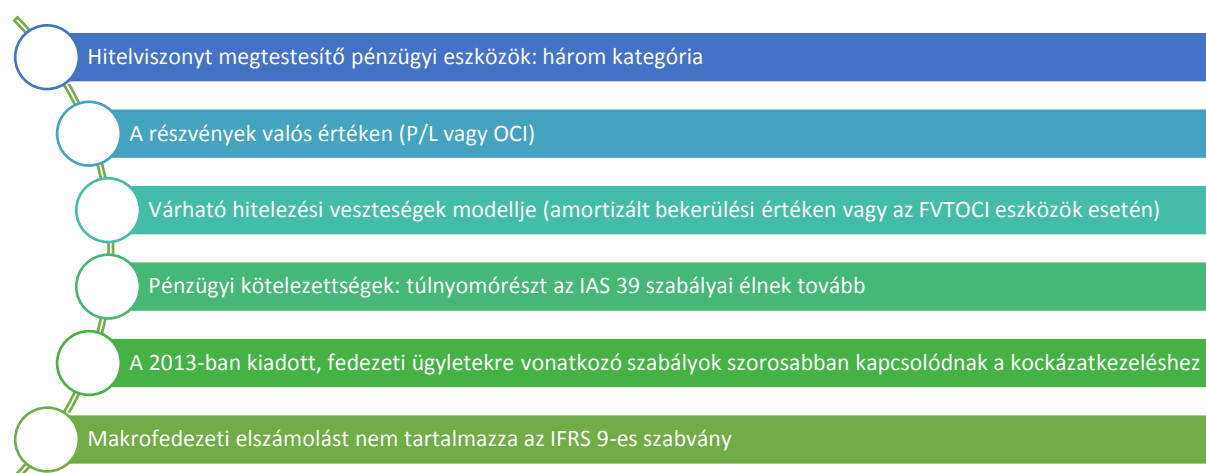 Hitelviszonyt megtestesítő pénzügyi eszközök: három kategória
A részvények valós értéken (P/L vagy OCI)
Várható hitelezési veszteségek modellje (amortizált bekerülési értéken vagy az FVTOCI eszközök esetén)
Pénzügyi kötelezettségek: túlnyomórészt az IAS 39 szabályai élnek tovább
A 2013-ban kiadott, fedezeti ügyletekre vonatkozó szabályok szorosabban kapcsolódnak a kockázatkezeléshez
Makrofedezeti elszámolást nem tartalmazza az IFRS 9-es szabvány